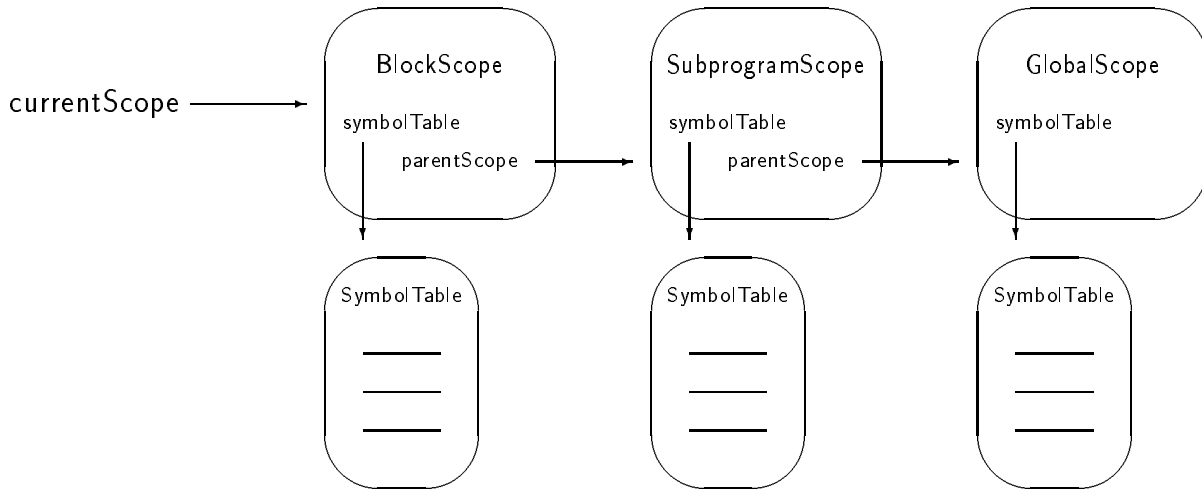 BlockScope
SubprogramScope
GlobalScope
currentScope
symbolTable
symbolTable
symbolTable
parentScope
parentScope
SymbolTable
SymbolTable
SymbolTable